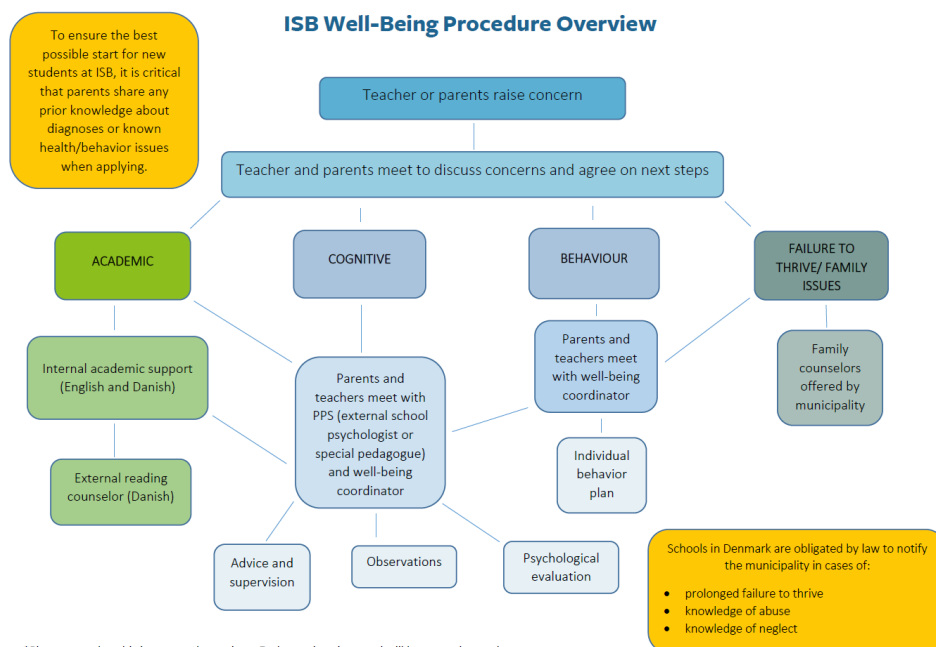 ISB Well-Being Procedure Overview
To ensure the best
possible start for new
students at ISB, it is critical
that parents share any
prior knowledge about
diagnoses or known
health/behavior issues
when applying.
Teacher or parents raise concern
Teacher and parents meet to discuss concerns and agree on next steps
ACADEMIC
COGNITIVE
BEHAVIOUR
FAILURE TO
THRIVE/ FAMILY
ISSUES
Internal academic support
(English and Danish)
Parents and
teachers meet with
PPS (external school
psychologist or
special pedagogue)
and well-being
coordinator
Parents and
teachers meet
with well-being
coordinator
Family
counselors
offered by
municipality
External reading
counselor (Danish)
Individual
behavior
plan
Advice and
supervision
Observations
Psychological
evaluation
Schools in Denmark are obligated by law to notify
the municipality in cases of:
• prolonged failure to thrive
• knowledge of abuse
• knowledge of neglect